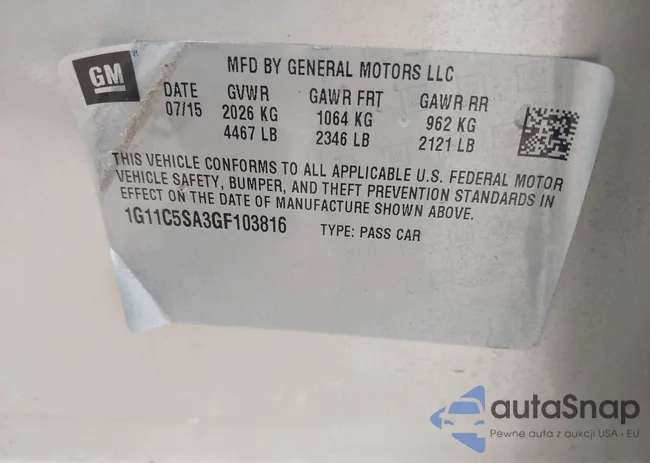 GM
MFD BY GENERAL MOTORS LLC
DATE GVWR GAWR FRT GAWR RR
07/15 2026 KG 1064 KG 962 KG
4467 LB 2346 LB 2121 LB
THIS VEHICLE CONFORMS TO ALL APPLICABLE U.S. FEDERAL MOTOR
VEHICLE SAFETY, BUMPER, AND THEFT PREVENTION STANDARDS IN
EFFECT ON THE DATE OF MANUFACTURE SHOWN ABOVE.
1G11C5SA3GF103816 TYPE: PASS CAR
autaSnap
Pewne auta z aukcji USA i EU